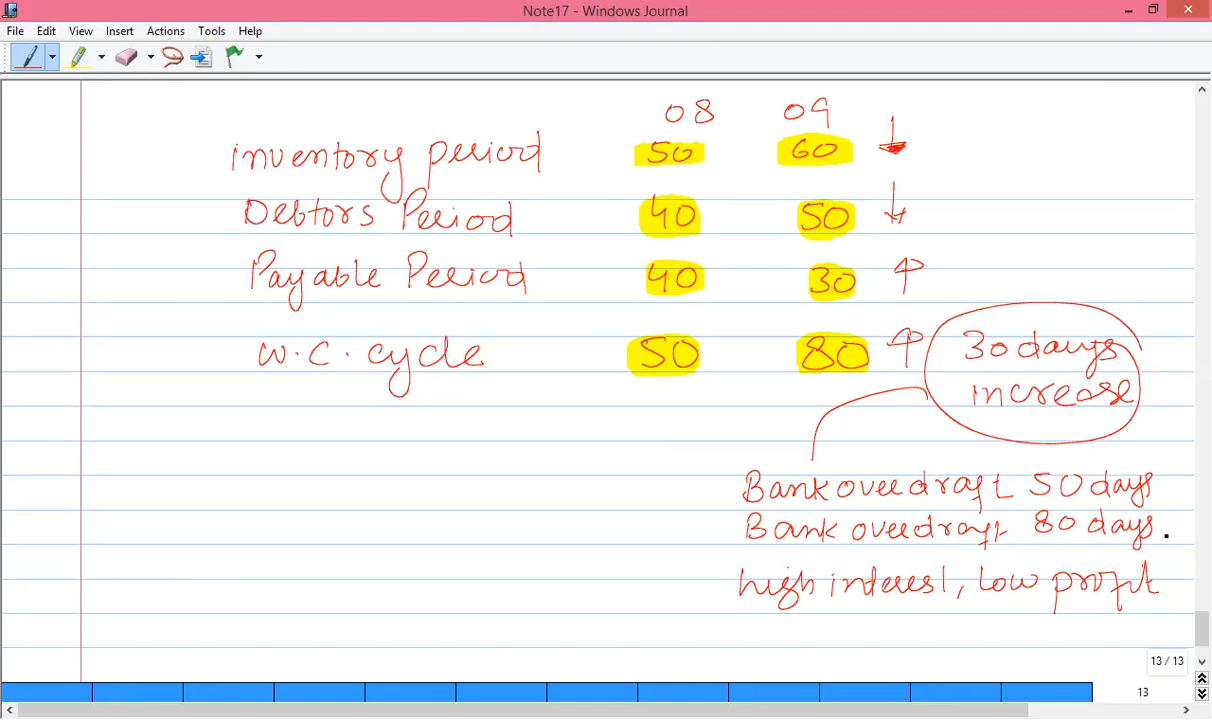 Note17 - Windows Journal
File Edit View Insert Actions Tools Help
08 09
inventory period 50 60 ↓
Debtors Period 40 50 ↓
Payable Period 40 30 ↑
W.C. cycle 50 80 ↑ 30 days
increase
Bank overdraft 50 days
Bank overdraft 80 days.
high interest, low profit
13 / 13
13